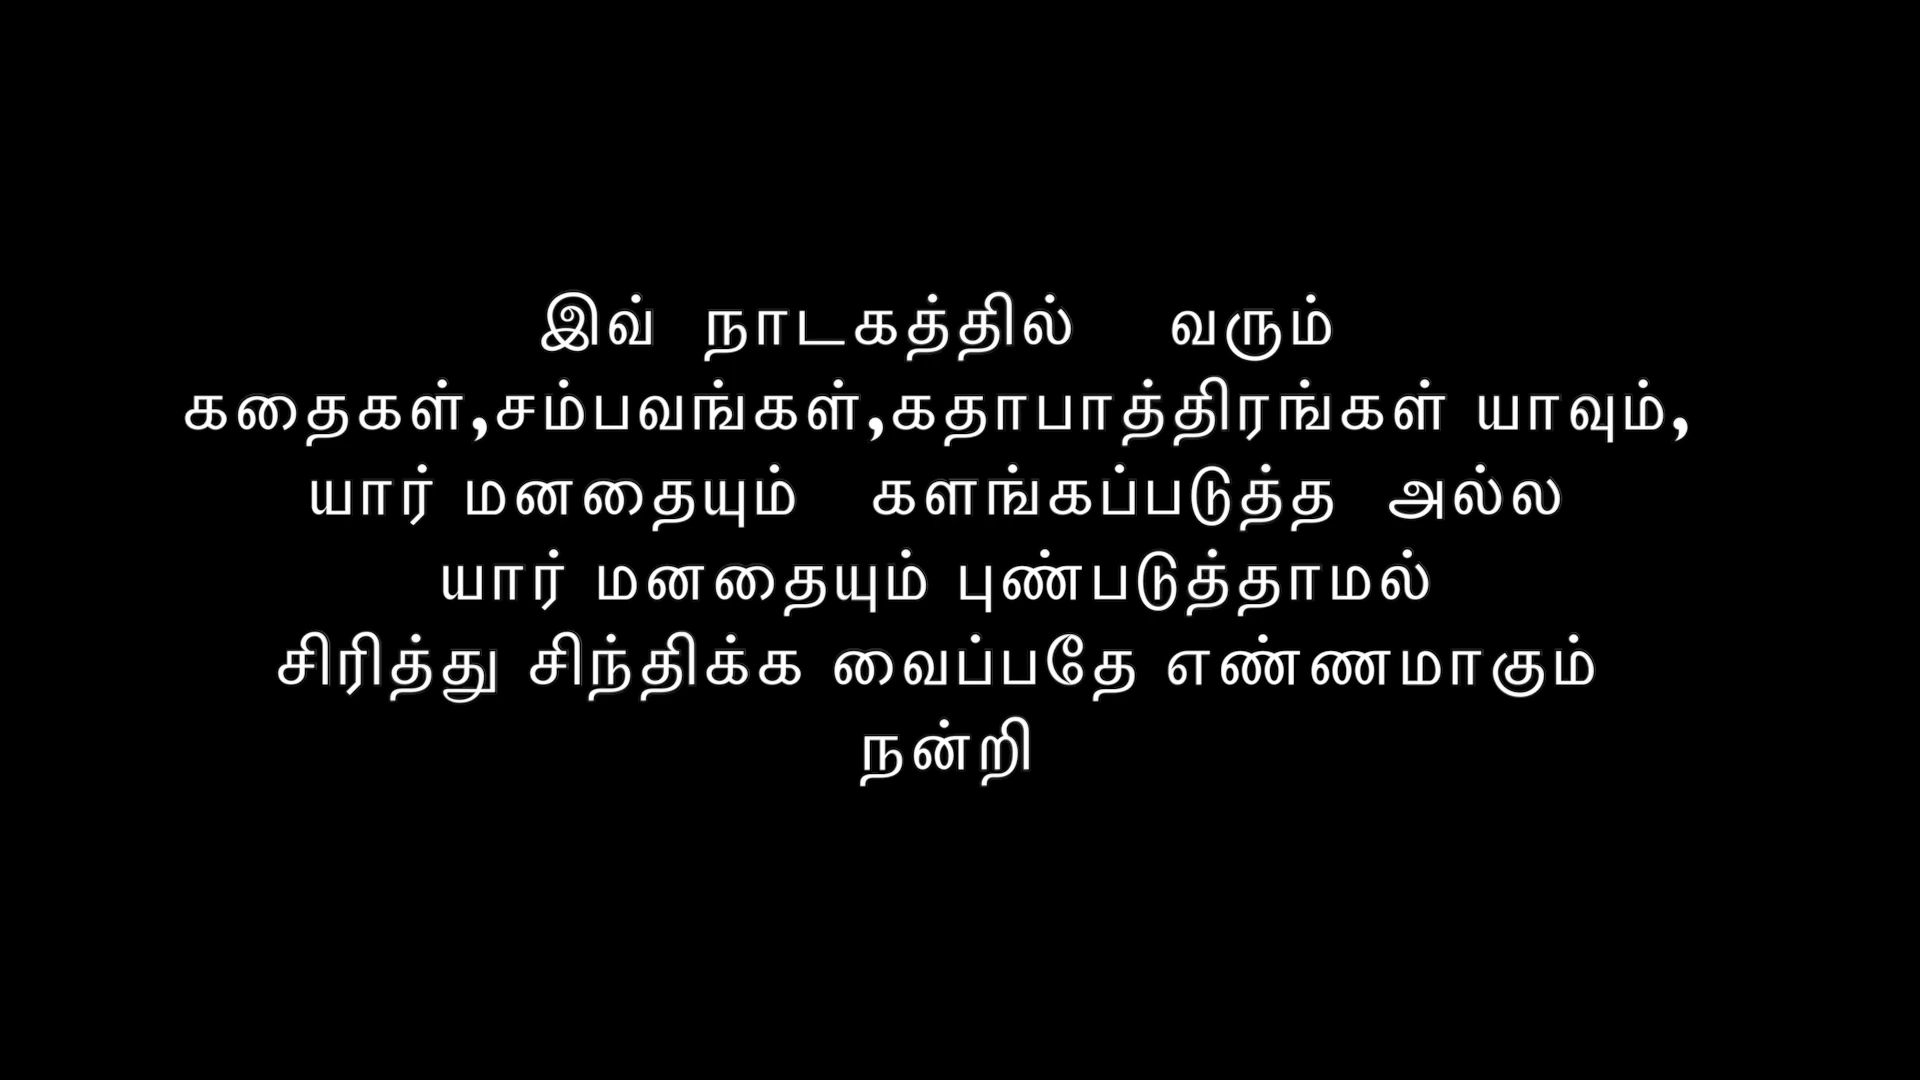 இவ் நாடகத்தில் வரும்
கதைகள்,சம்பவங்கள்,கதாபாத்திரங்கள் யாவும்,
யார் மனதையும் களங்கப்படுத்த அல்ல
யார் மனதையும் புண்படுத்தாமல்
சிரித்து சிந்திக்க வைப்பதே எண்ணமாகும்
நன்றி